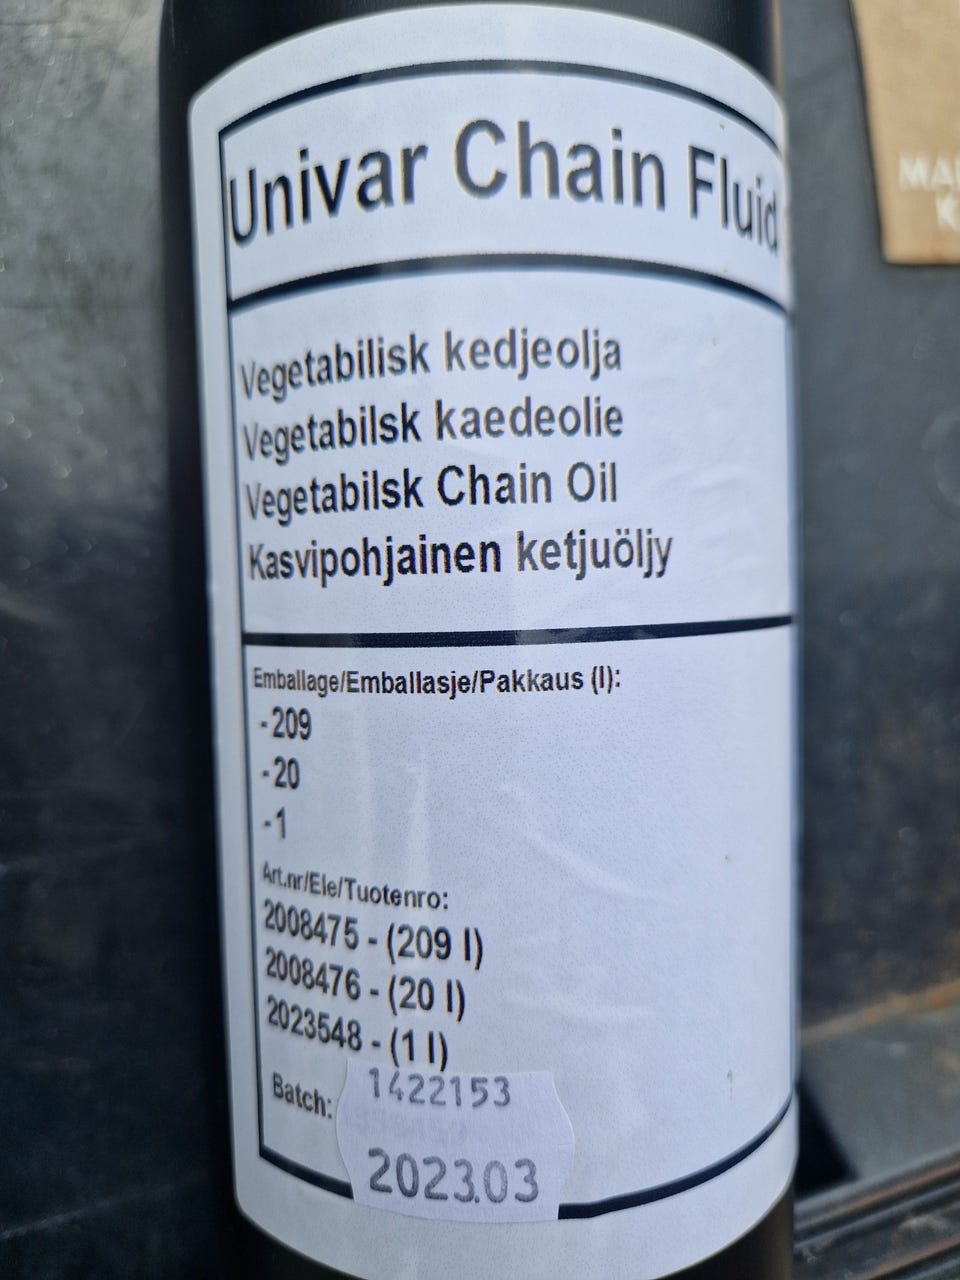 Univar Chain Fluid
Vegetabilisk kedjeolja
Vegetabilsk kaedeolie
Vegetabilsk Chain Oil
Kasvipohjainen ketjuöljy
Emballage/Emballasje/Pakkaus (l):
-209
-20
-1
Art.nr/Ele/Tuotenro:
2008475 - (209 l)
2008476 - (20 l)
2023548 - (1 l)
Batch: 1422153
2023.03